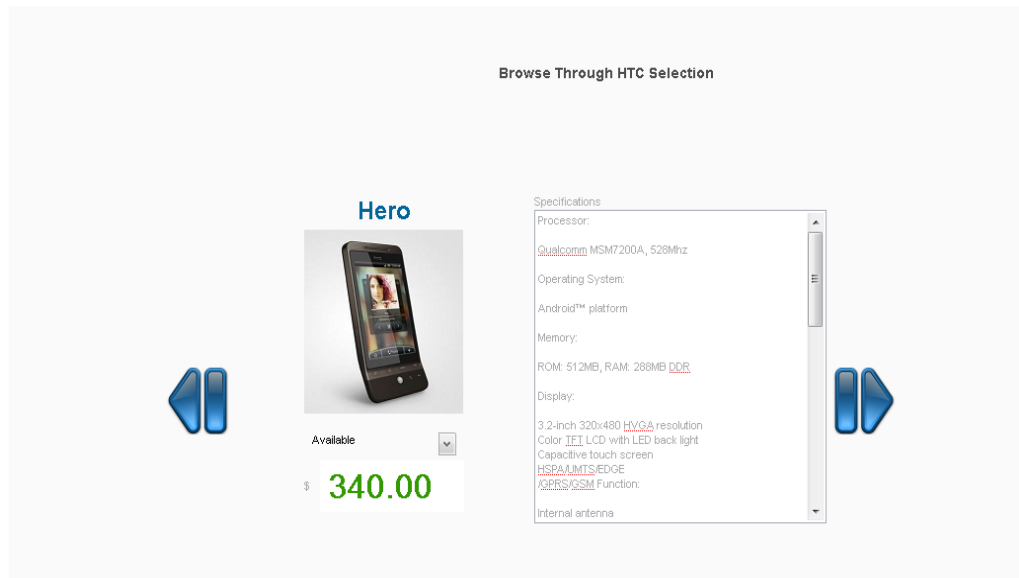 Browse Through HTC Selection
Hero
Available
$ 340.00
Specifications
Processor:
Qualcomm MSM7200A, 528Mhz
Operating System:
Android™ platform
Memory:
ROM: 512MB, RAM: 288MB DDR
Display:
3.2-inch 320x480 HVGA resolution
Color TFT LCD with LED back light
Capacitive touch screen
HSPA/UMTS/EDGE
/GPRS/GSM Function:
Internal antenna